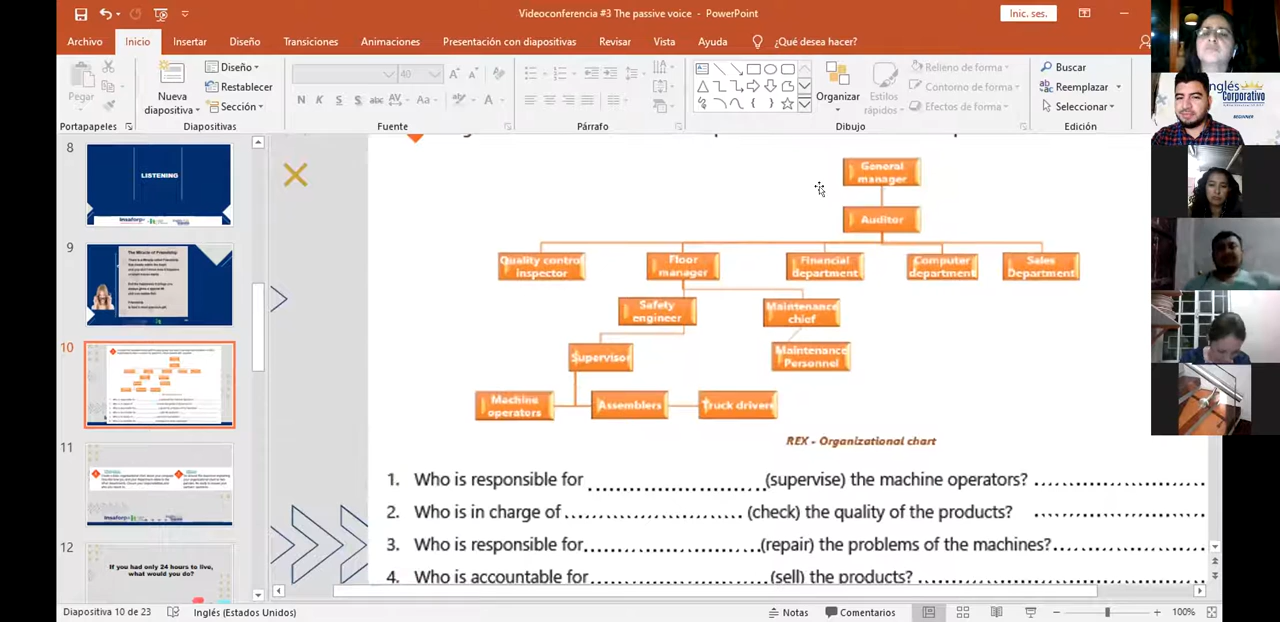 Videoconferencia #3 The passive voice - PowerPoint
Inic. ses.
Archivo Inicio Insertar Diseño Transiciones Animaciones Presentación con diapositivas Revisar Vista Ayuda ¿Qué desea hacer?
Pegar
Nueva diapositiva
Diseño
Restablecer
Sección
40
N K S S abc AV Aa
Organizar
Estilos rápidos
Relleno de forma
Contorno de forma
Efectos de forma
Buscar
Reemplazar
Seleccionar
Portapapeles Diapositivas Fuente Párrafo Dibujo Edición
Inglés
Corporativo
BEGINNER
8
LISTENING
Insaforp
9
The Miracle of Friendship
10
11
Insaforp
12
If you had only 24 hours to live,
what would you do?
General
manager
Auditor
Quality control
inspector
Floor
manager
Financial
department
Computer
department
Sales
Department
Safety
engineer
Maintenance
chief
Supervisor
Maintenance
Personnel
Machine
operators
Assemblers
Truck drivers
REX - Organizational chart
1. Who is responsible for ........................ (supervise) the machine operators? ........................
2. Who is in charge of ........................ (check) the quality of the products? ........................
3. Who is responsible for........................ (repair) the problems of the machines?........................
4. Who is accountable for........................ (sell) the products? ........................
Diapositiva 10 de 23 Inglés (Estados Unidos) Notas Comentarios 100%